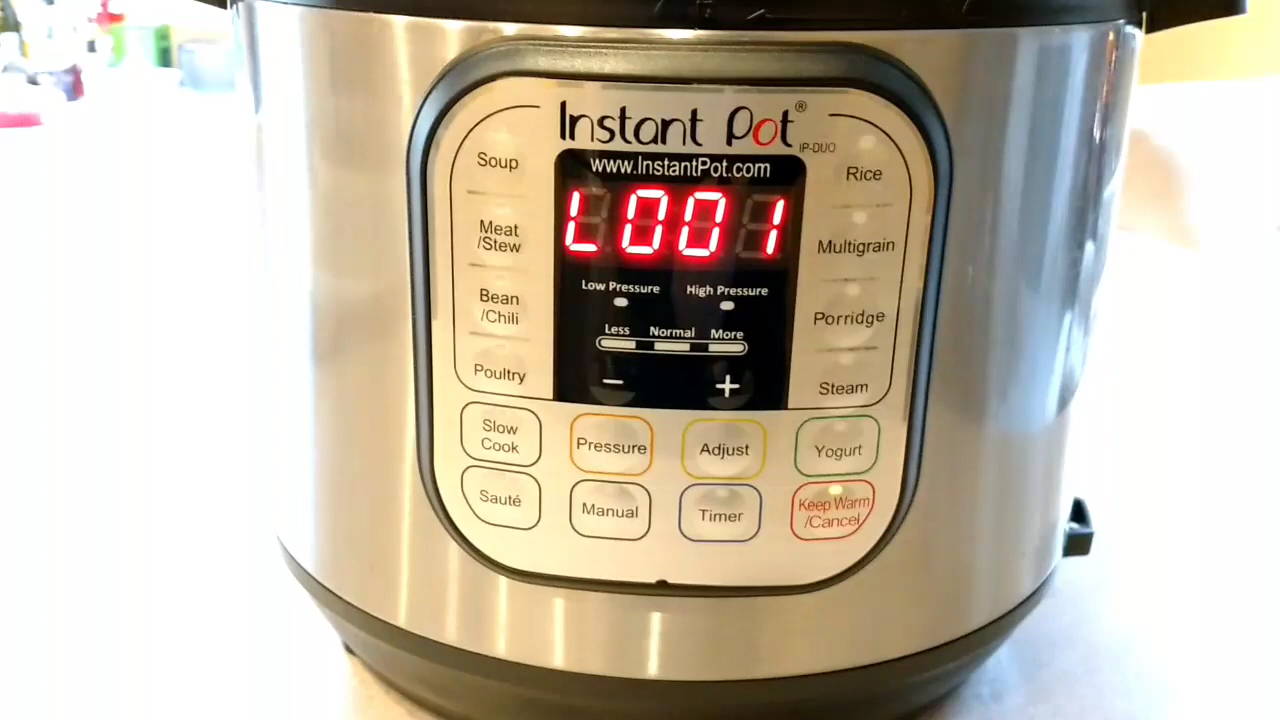 Instant Pot®
IP-DUO
www.InstantPot.com
L001
Low Pressure
High Pressure
Less Normal More
− +
Soup
Meat
/Stew
Bean
/Chili
Poultry
Rice
Multigrain
Porridge
Steam
Slow
Cook
Pressure
Adjust
Yogurt
Sauté
Manual
Timer
Keep Warm
/Cancel